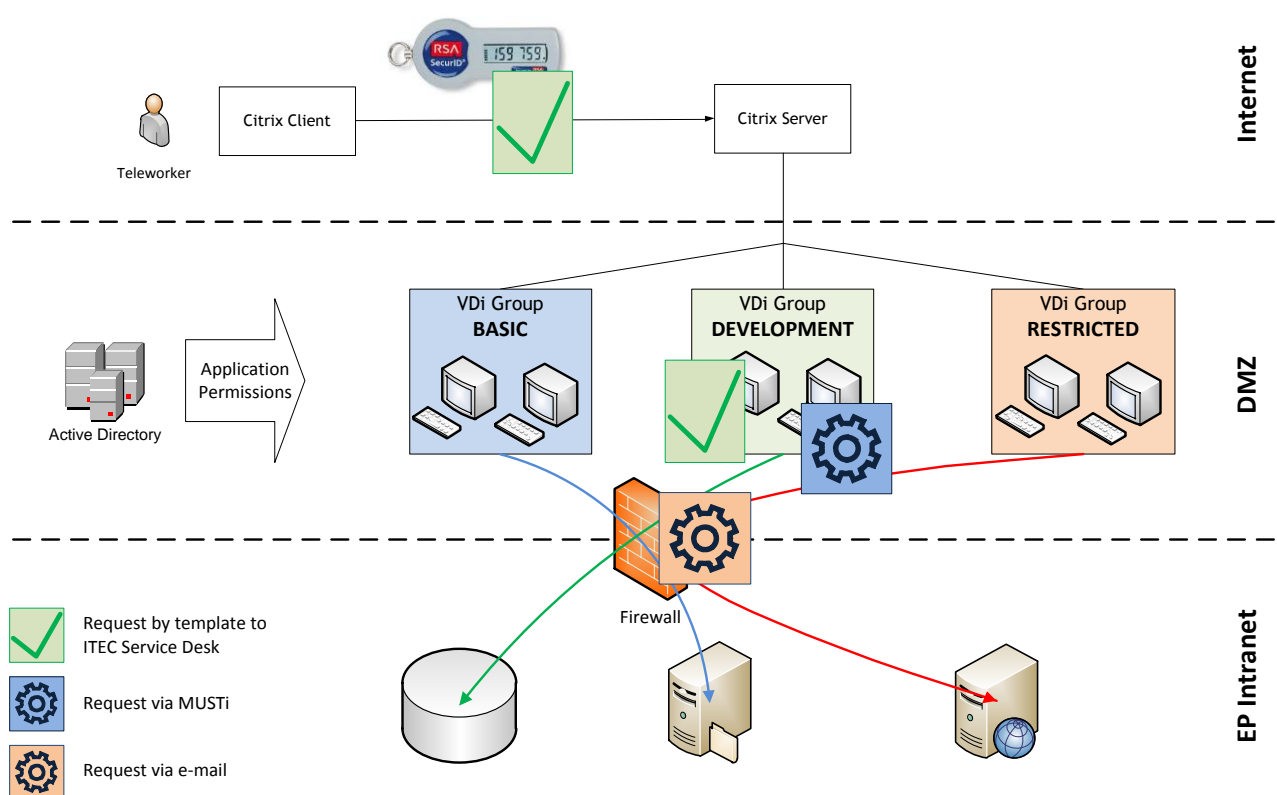 RSA
SecurID®
159 759
Internet
Citrix Client
Citrix Server
Teleworker
VDi Group
BASIC
VDi Group
DEVELOPMENT
VDi Group
RESTRICTED
Application
Permissions
DMZ
Active Directory
Firewall
Request by template to
ITEC Service Desk
Request via MUSTi
Request via e-mail
EP Intranet